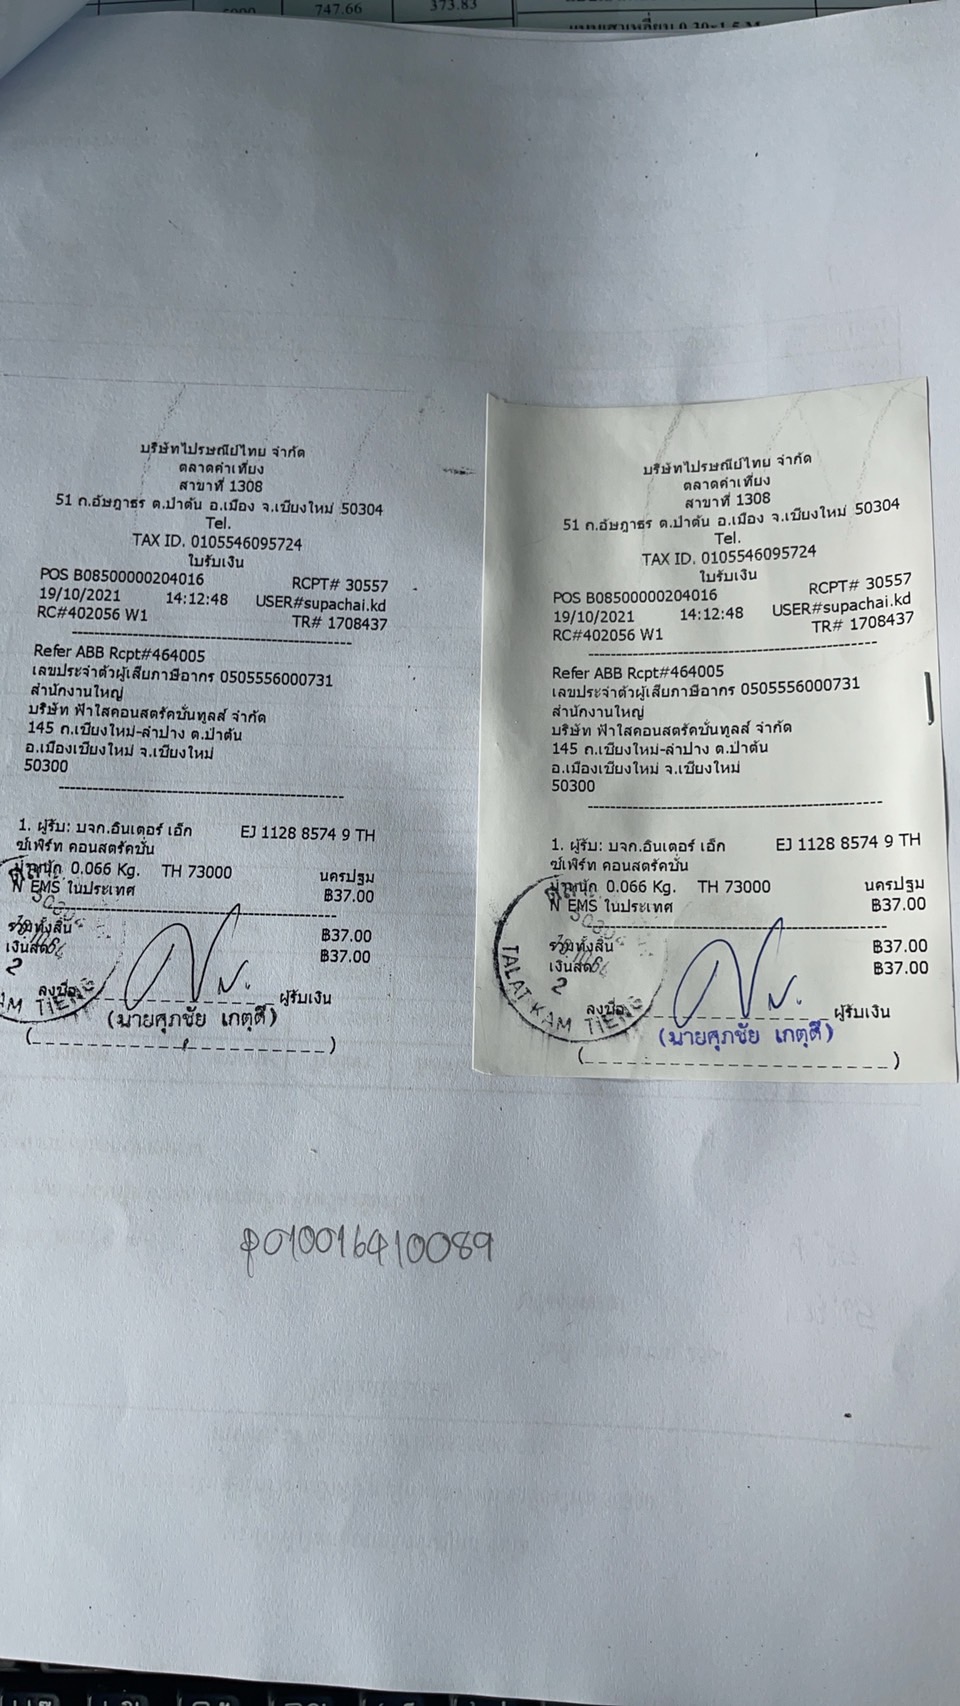 747.66
373.83
บริษัทไปรษณีย์ไทย จำกัด
ตลาดคำเที่ยง
สาขาที่ 1308
51 ถ.อัษฎาธร ต.ป่าตัน อ.เมือง จ.เชียงใหม่ 50304
Tel.
TAX ID. 0105546095724
ใบรับเงิน
POS B08500000204016 RCPT# 30557
19/10/2021 14:12:48 USER#supachai.kd
RC#402056 W1 TR# 1708437
Refer ABB Rcpt#464005
เลขประจำตัวผู้เสียภาษีอากร 0505556000731
สำนักงานใหญ่
บริษัท ฟ้าใสคอนสตรัคชั่นทูลส์ จำกัด
145 ถ.เชียงใหม่-ลำปาง ต.ป่าตัน
อ.เมืองเชียงใหม่ จ.เชียงใหม่
50300
1. ผู้รับ: บจก.อินเตอร์ เอ็ก EJ 1128 8574 9 TH
ซ์เพิร์ท คอนสตรัคชั่น
น้ำหนัก 0.066 Kg. TH 73000 นครปฐม
N EMS ในประเทศ ฿37.00
รวมทั้งสิ้น ฿37.00
เงินสด ฿37.00
2
ลงชื่อ ผู้รับเงิน
AM TIENG
(นายศุภชัย เกตุดี)
(_ _ _ _ _ _ _ _ _ _ _ _ _ _ _ _ _ _ _ _ _ _)
บริษัทไปรษณีย์ไทย จำกัด
ตลาดคำเที่ยง
สาขาที่ 1308
51 ถ.อัษฎาธร ต.ป่าตัน อ.เมือง จ.เชียงใหม่ 50304
Tel.
TAX ID. 0105546095724
ใบรับเงิน
POS B08500000204016 RCPT# 30557
19/10/2021 14:12:48 USER#supachai.kd
RC#402056 W1 TR# 1708437
Refer ABB Rcpt#464005
เลขประจำตัวผู้เสียภาษีอากร 0505556000731
สำนักงานใหญ่
บริษัท ฟ้าใสคอนสตรัคชั่นทูลส์ จำกัด
145 ถ.เชียงใหม่-ลำปาง ต.ป่าตัน
อ.เมืองเชียงใหม่ จ.เชียงใหม่
50300
1. ผู้รับ: บจก.อินเตอร์ เอ็ก EJ 1128 8574 9 TH
ซ์เพิร์ท คอนสตรัคชั่น
น้ำหนัก 0.066 Kg. TH 73000 นครปฐม
N EMS ในประเทศ ฿37.00
รวมทั้งสิ้น ฿37.00
เงินสด ฿37.00
2
ลงชื่อ ผู้รับเงิน
TALAT KAM TIENG
(นายศุภชัย เกตุดี)
(_ _ _ _ _ _ _ _ _ _ _ _ _ _ _ _ _ _ _ _ _ _)
P010016410089